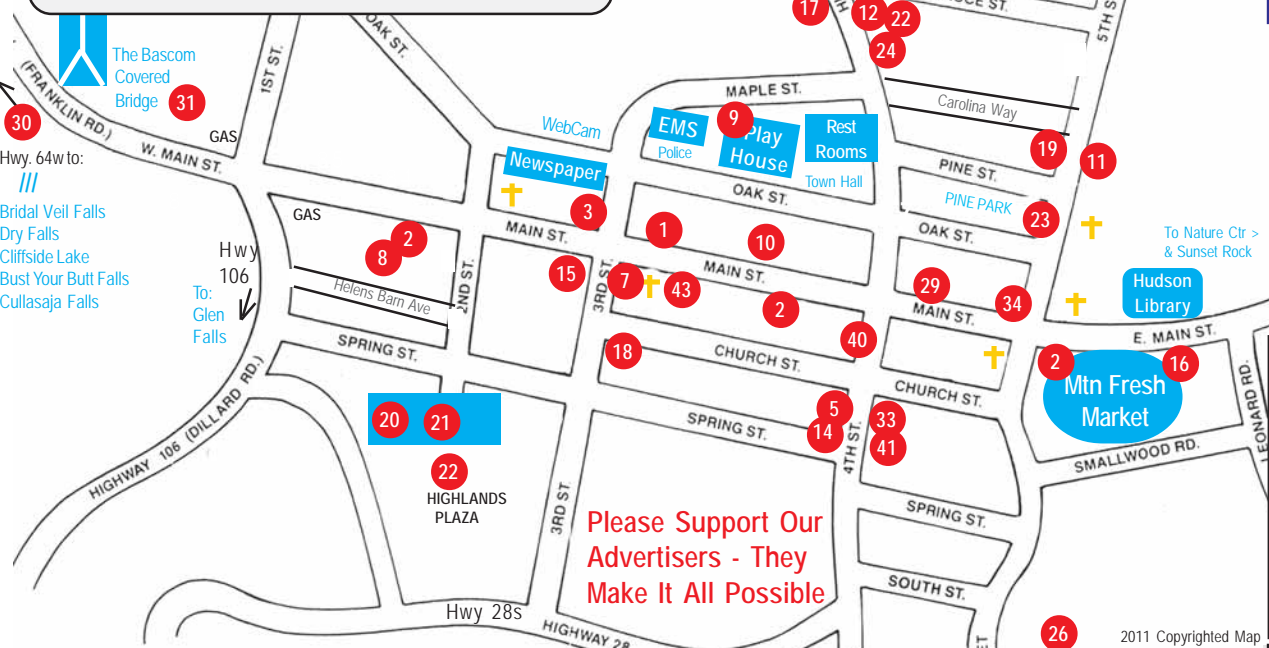 17
12
22
24
5TH S
OAK ST.
1ST ST.
The Bascom
Covered
Bridge
31
(FRANKLIN RD.)
30
GAS
W. MAIN ST.
Hwy. 64w to:
Bridal Veil Falls
Dry Falls
Cliffside Lake
Bust Your Butt Falls
Cullasaja Falls
Hwy
106
To:
Glen
Falls
GAS
2
8
Helens Barn Ave
2ND ST.
SPRING ST.
HIGHWAY 106 (DILLARD RD.)
20
21
22
HIGHLANDS
PLAZA
WebCam
Newspaper
3
MAIN ST.
15
3RD ST.
7
43
MAPLE ST.
EMS
Police
9
Play
House
Rest
Rooms
Town Hall
OAK ST.
1
10
MAIN ST.
2
40
18
CHURCH ST.
5
14
SPRING ST.
4TH ST.
33
41
3RD ST.
Carolina Way
19
11
PINE ST.
PINE PARK
23
OAK ST.
29
34
MAIN ST.
CHURCH ST.
To Nature Ctr >
& Sunset Rock
Hudson
Library
E. MAIN ST.
2
16
Mtn Fresh
Market
LEONARD RD.
SMALLWOOD RD.
SPRING ST.
SOUTH ST.
Please Support Our
Advertisers - They
Make It All Possible
Hwy 28s
HIGHWAY 28
26
2011 Copyrighted Map